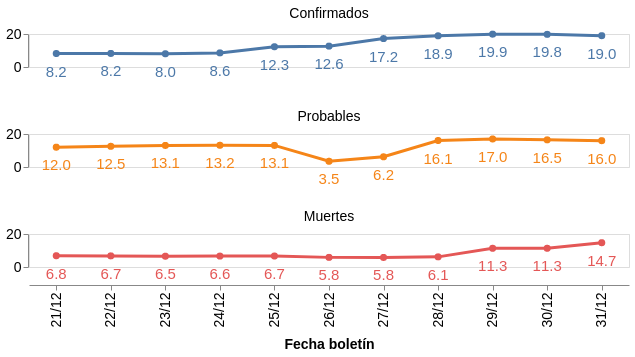 Confirmados
20
0
8.2 8.2 8.0 8.6 12.3 12.6 17.2 18.9 19.9 19.8 19.0
Probables
20
0
12.0 12.5 13.1 13.2 13.1 3.5 6.2 16.1 17.0 16.5 16.0
Muertes
20
0
6.8 6.7 6.5 6.6 6.7 5.8 5.8 6.1 11.3 11.3 14.7
21/12 22/12 23/12 24/12 25/12 26/12 27/12 28/12 29/12 30/12 31/12
Fecha boletín